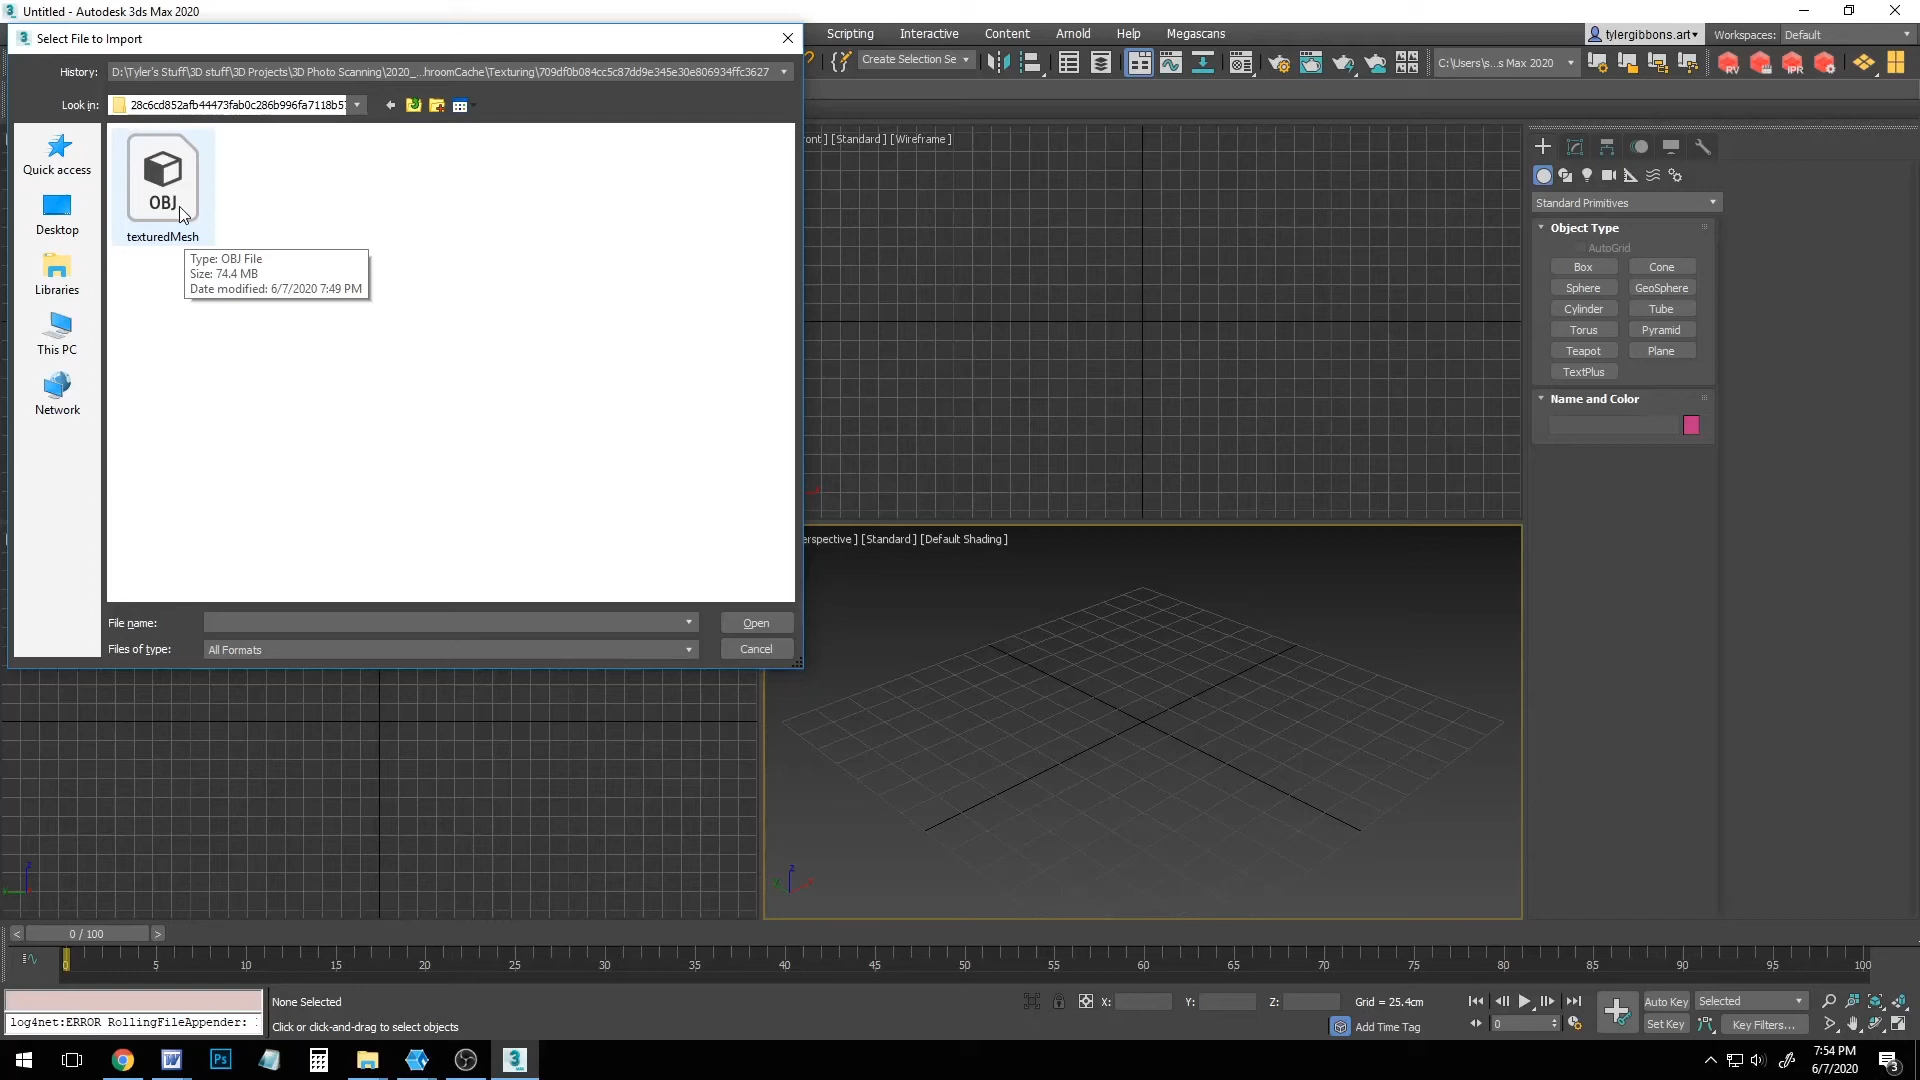 Untitled - Autodesk 3ds Max 2020
Select File to Import
Scripting Interactive Content Arnold Help Megascans
tylergibbons.art
Workspaces: Default
History: D:\Tyler's Stuff\3D stuff\3D Projects\3D Photo Scanning\2020_...hroomCache\Texturing\709df0b084cc5c87dd9e345e30e806934ffc3627
Create Selection Se
C:\Users\s...s Max 2020
RV
IPR
Look in: 28c6cd852afb44473fab0c286b996fa7118b5
Quick access
Desktop
Libraries
This PC
Network
OBJ
texturedMesh
Type: OBJ File
Size: 74.4 MB
Date modified: 6/7/2020 7:49 PM
File name:
Open
Files of type: All Formats
Cancel
ont ] [Standard ] [Wireframe ]
erspective ] [Standard ] [Default Shading ]
Standard Primitives
Object Type
AutoGrid
Box Cone
Sphere GeoSphere
Cylinder Tube
Torus Pyramid
Teapot Plane
TextPlus
Name and Color
z
z
< 0 / 100 >
0 5 10 15 20 25 30 35 40 45 50 55 60 65 70 75 80 85 90 95 100
None Selected
X: Y: Z: Grid = 25.4cm
Auto Key Selected
log4net:ERROR RollingFileAppender:
Click or click-and-drag to select objects
Add Time Tag
0
Set Key Key Filters...
W
Ps
3
7:54 PM
6/7/2020
3